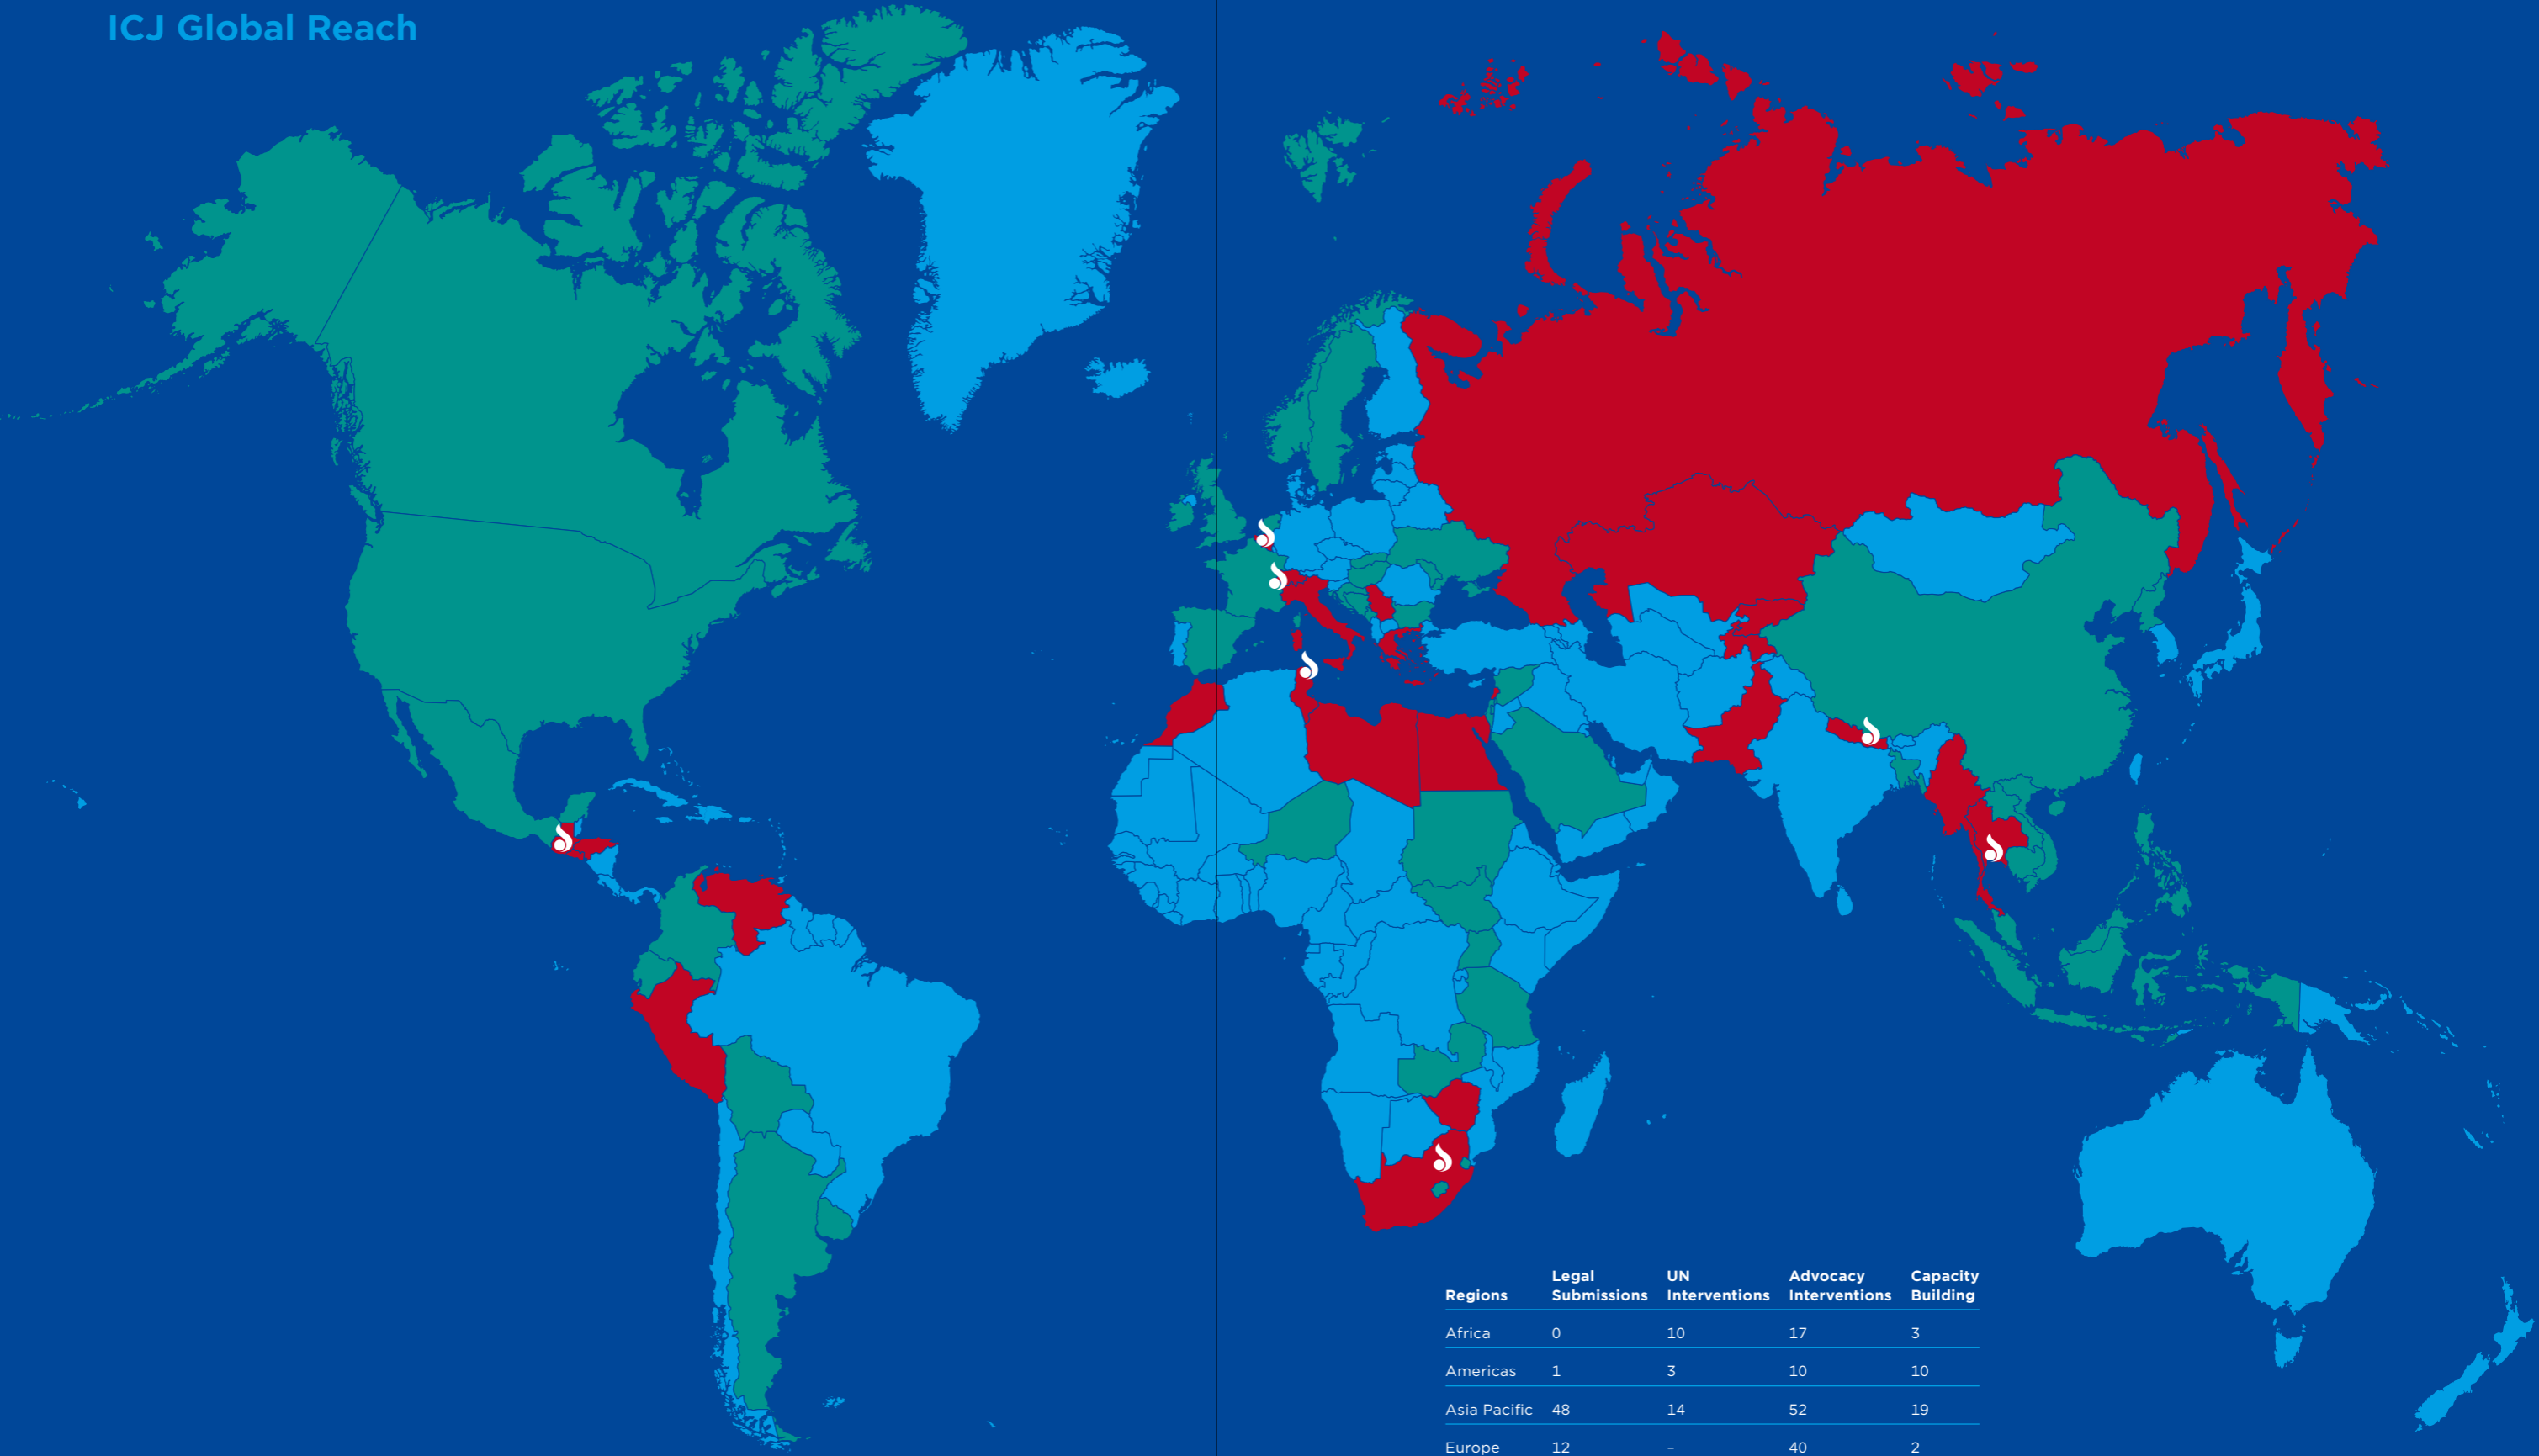 ICJ Global Reach
Regions Legal Submissions UN Interventions Advocacy Interventions Capacity Building
Africa 0 10 17 3
Americas 1 3 10 10
Asia Pacific 48 14 52 19
Europe 12 – 40 2